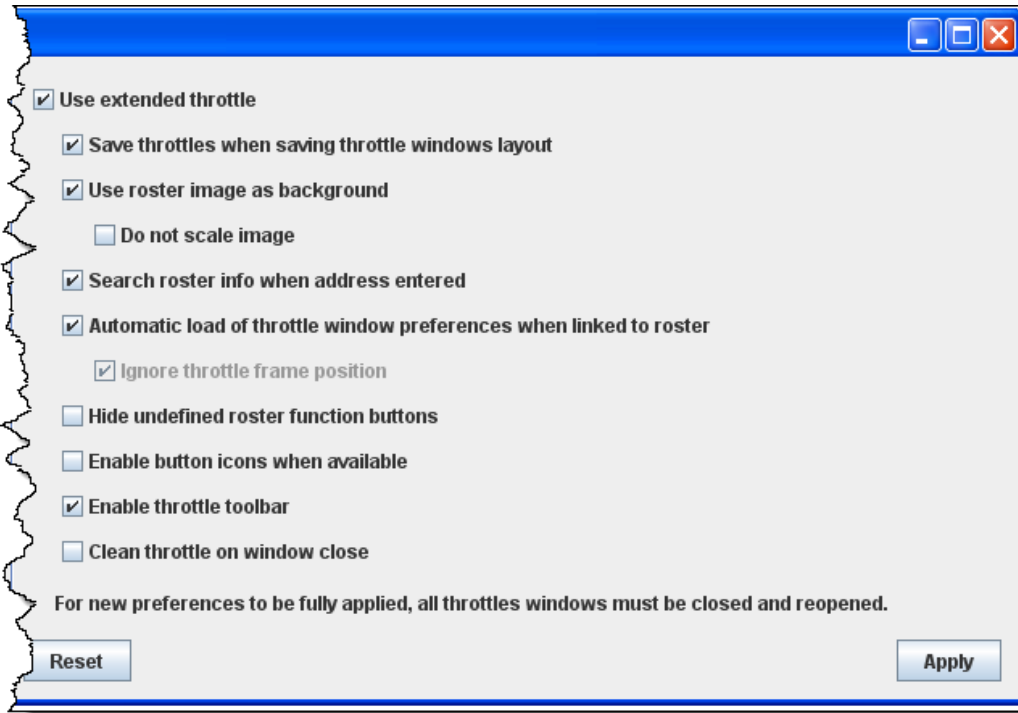 Use extended throttle
Save throttles when saving throttle windows layout
Use roster image as background
Do not scale image
Search roster info when address entered
Automatic load of throttle window preferences when linked to roster
Ignore throttle frame position
Hide undefined roster function buttons
Enable button icons when available
Enable throttle toolbar
Clean throttle on window close
For new preferences to be fully applied, all throttles windows must be closed and reopened.
Reset Apply